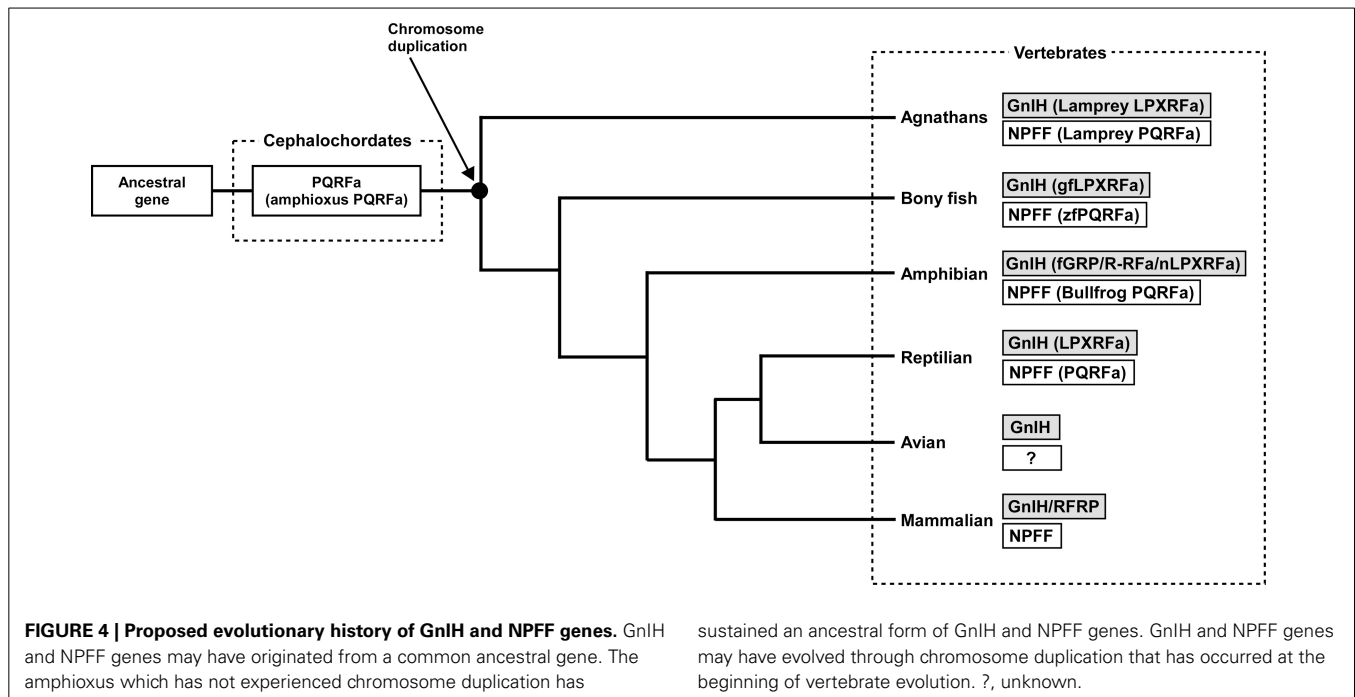 Chromosome
duplication
Vertebrates
Cephalochordates
Ancestral
gene
PQRFa
(amphioxus PQRFa)
Agnathans
GnIH (Lamprey LPXRFa)
NPFF (Lamprey PQRFa)
Bony fish
GnIH (gfLPXRFa)
NPFF (zfPQRFa)
Amphibian
GnIH (fGRP/R-RFa/nLPXRFa)
NPFF (Bullfrog PQRFa)
Reptilian
GnIH (LPXRFa)
NPFF (PQRFa)
Avian
GnIH
?
Mammalian
GnIH/RFRP
NPFF
FIGURE 4 | Proposed evolutionary history of GnIH and NPFF genes. GnIH
and NPFF genes may have originated from a common ancestral gene. The
amphioxus which has not experienced chromosome duplication has
sustained an ancestral form of GnIH and NPFF genes. GnIH and NPFF genes
may have evolved through chromosome duplication that has occurred at the
beginning of vertebrate evolution. ?, unknown.